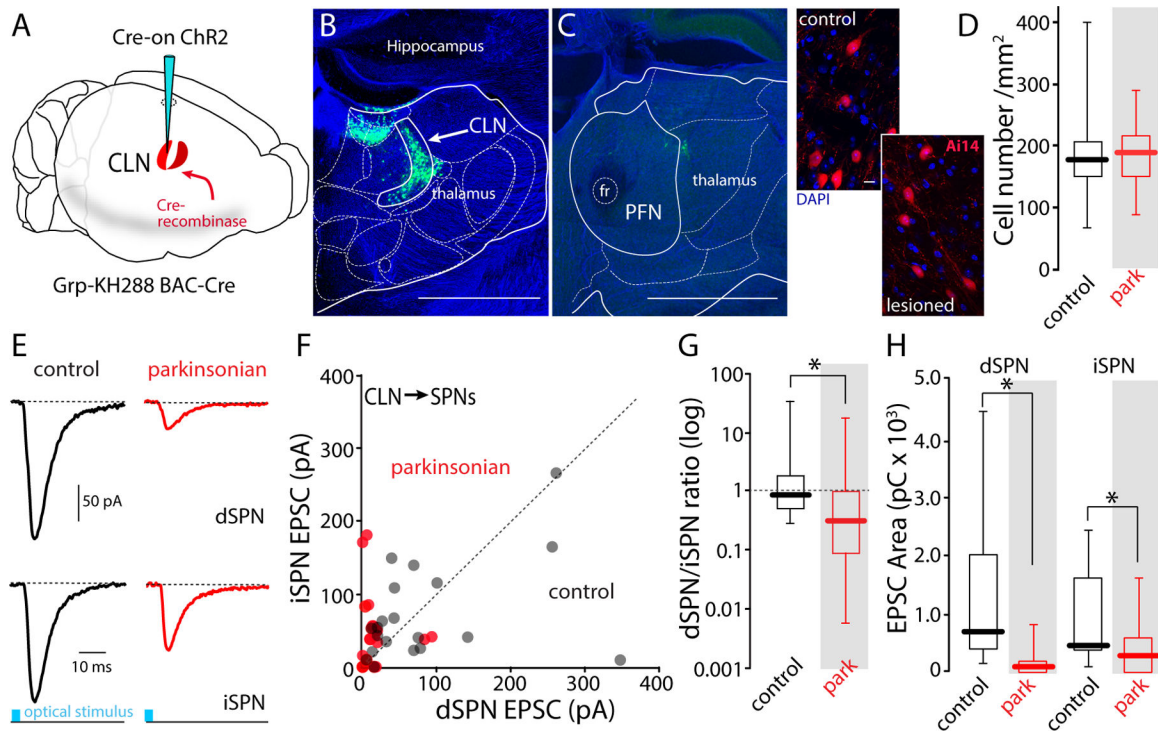 A
Cre-on ChR2
CLN
Cre-
recombinase
Grp-KH288 BAC-Cre
B
Hippocampus
CLN
thalamus
C
fr
PFN
thalamus
control
DAPI
Ai14
lesioned
D
Cell number /mm²
400
300
200
100
0
control
park
E
control
parkinsonian
50 pA
dSPN
10 ms
iSPN
optical stimulus
F
CLN→SPNs
parkinsonian
control
iSPN EPSC (pA)
400
300
200
100
0
0
100
200
300
400
dSPN EPSC (pA)
G
dSPN/iSPN ratio (log)
100
10
1
0.1
0.01
0.001
*
control
park
H
dSPN
iSPN
EPSC Area (pC x 10³)
5.0
3.0
2.0
1.0
0
*
*
control
park
control
park